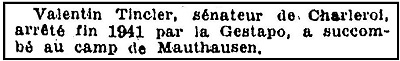 Valentin Tincler, sénateur de Charleroi,
arrêté fin 1941 par la Gestapo, a succom-
bé au camp de Mauthausen.